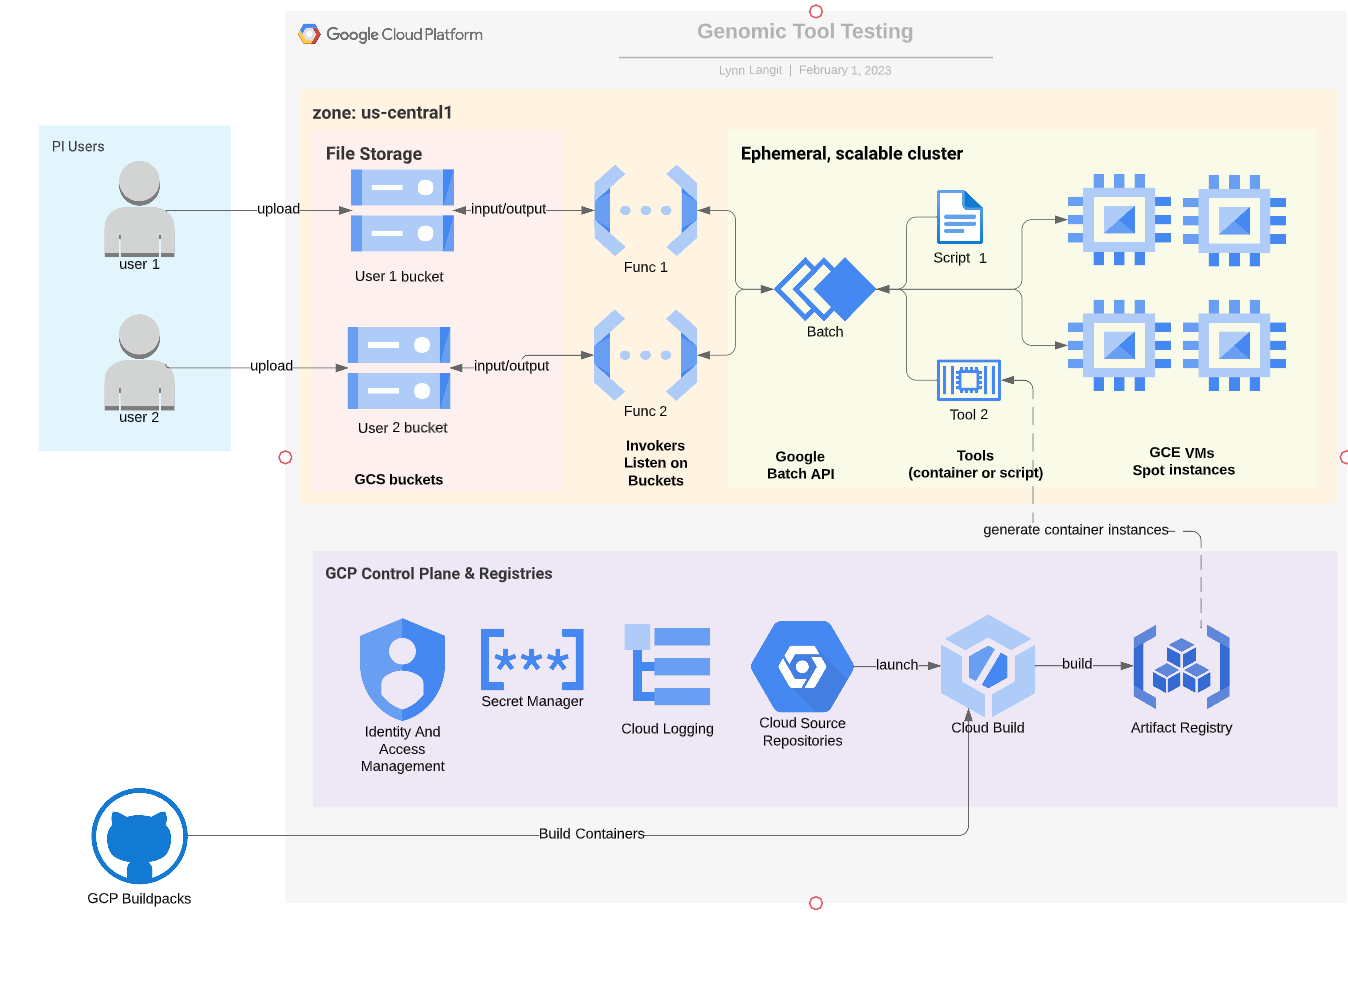 Google Cloud Platform
Genomic Tool Testing
Lynn Langit | February 1, 2023
zone: us-central1
PI Users
File Storage
Ephemeral, scalable cluster
upload
input/output
user 1
User 1 bucket
Func 1
Script 1
Batch
upload
input/output
user 2
User 2 bucket
Func 2
Tool 2
GCS buckets
Invokers
Listen on
Buckets
Google
Batch API
Tools
(container or script)
GCE VMs
Spot instances
generate container instances
GCP Control Plane & Registries
***
launch
build
Identity And
Access
Management
Secret Manager
Cloud Logging
Cloud Source
Repositories
Cloud Build
Artifact Registry
Build Containers
GCP Buildpacks